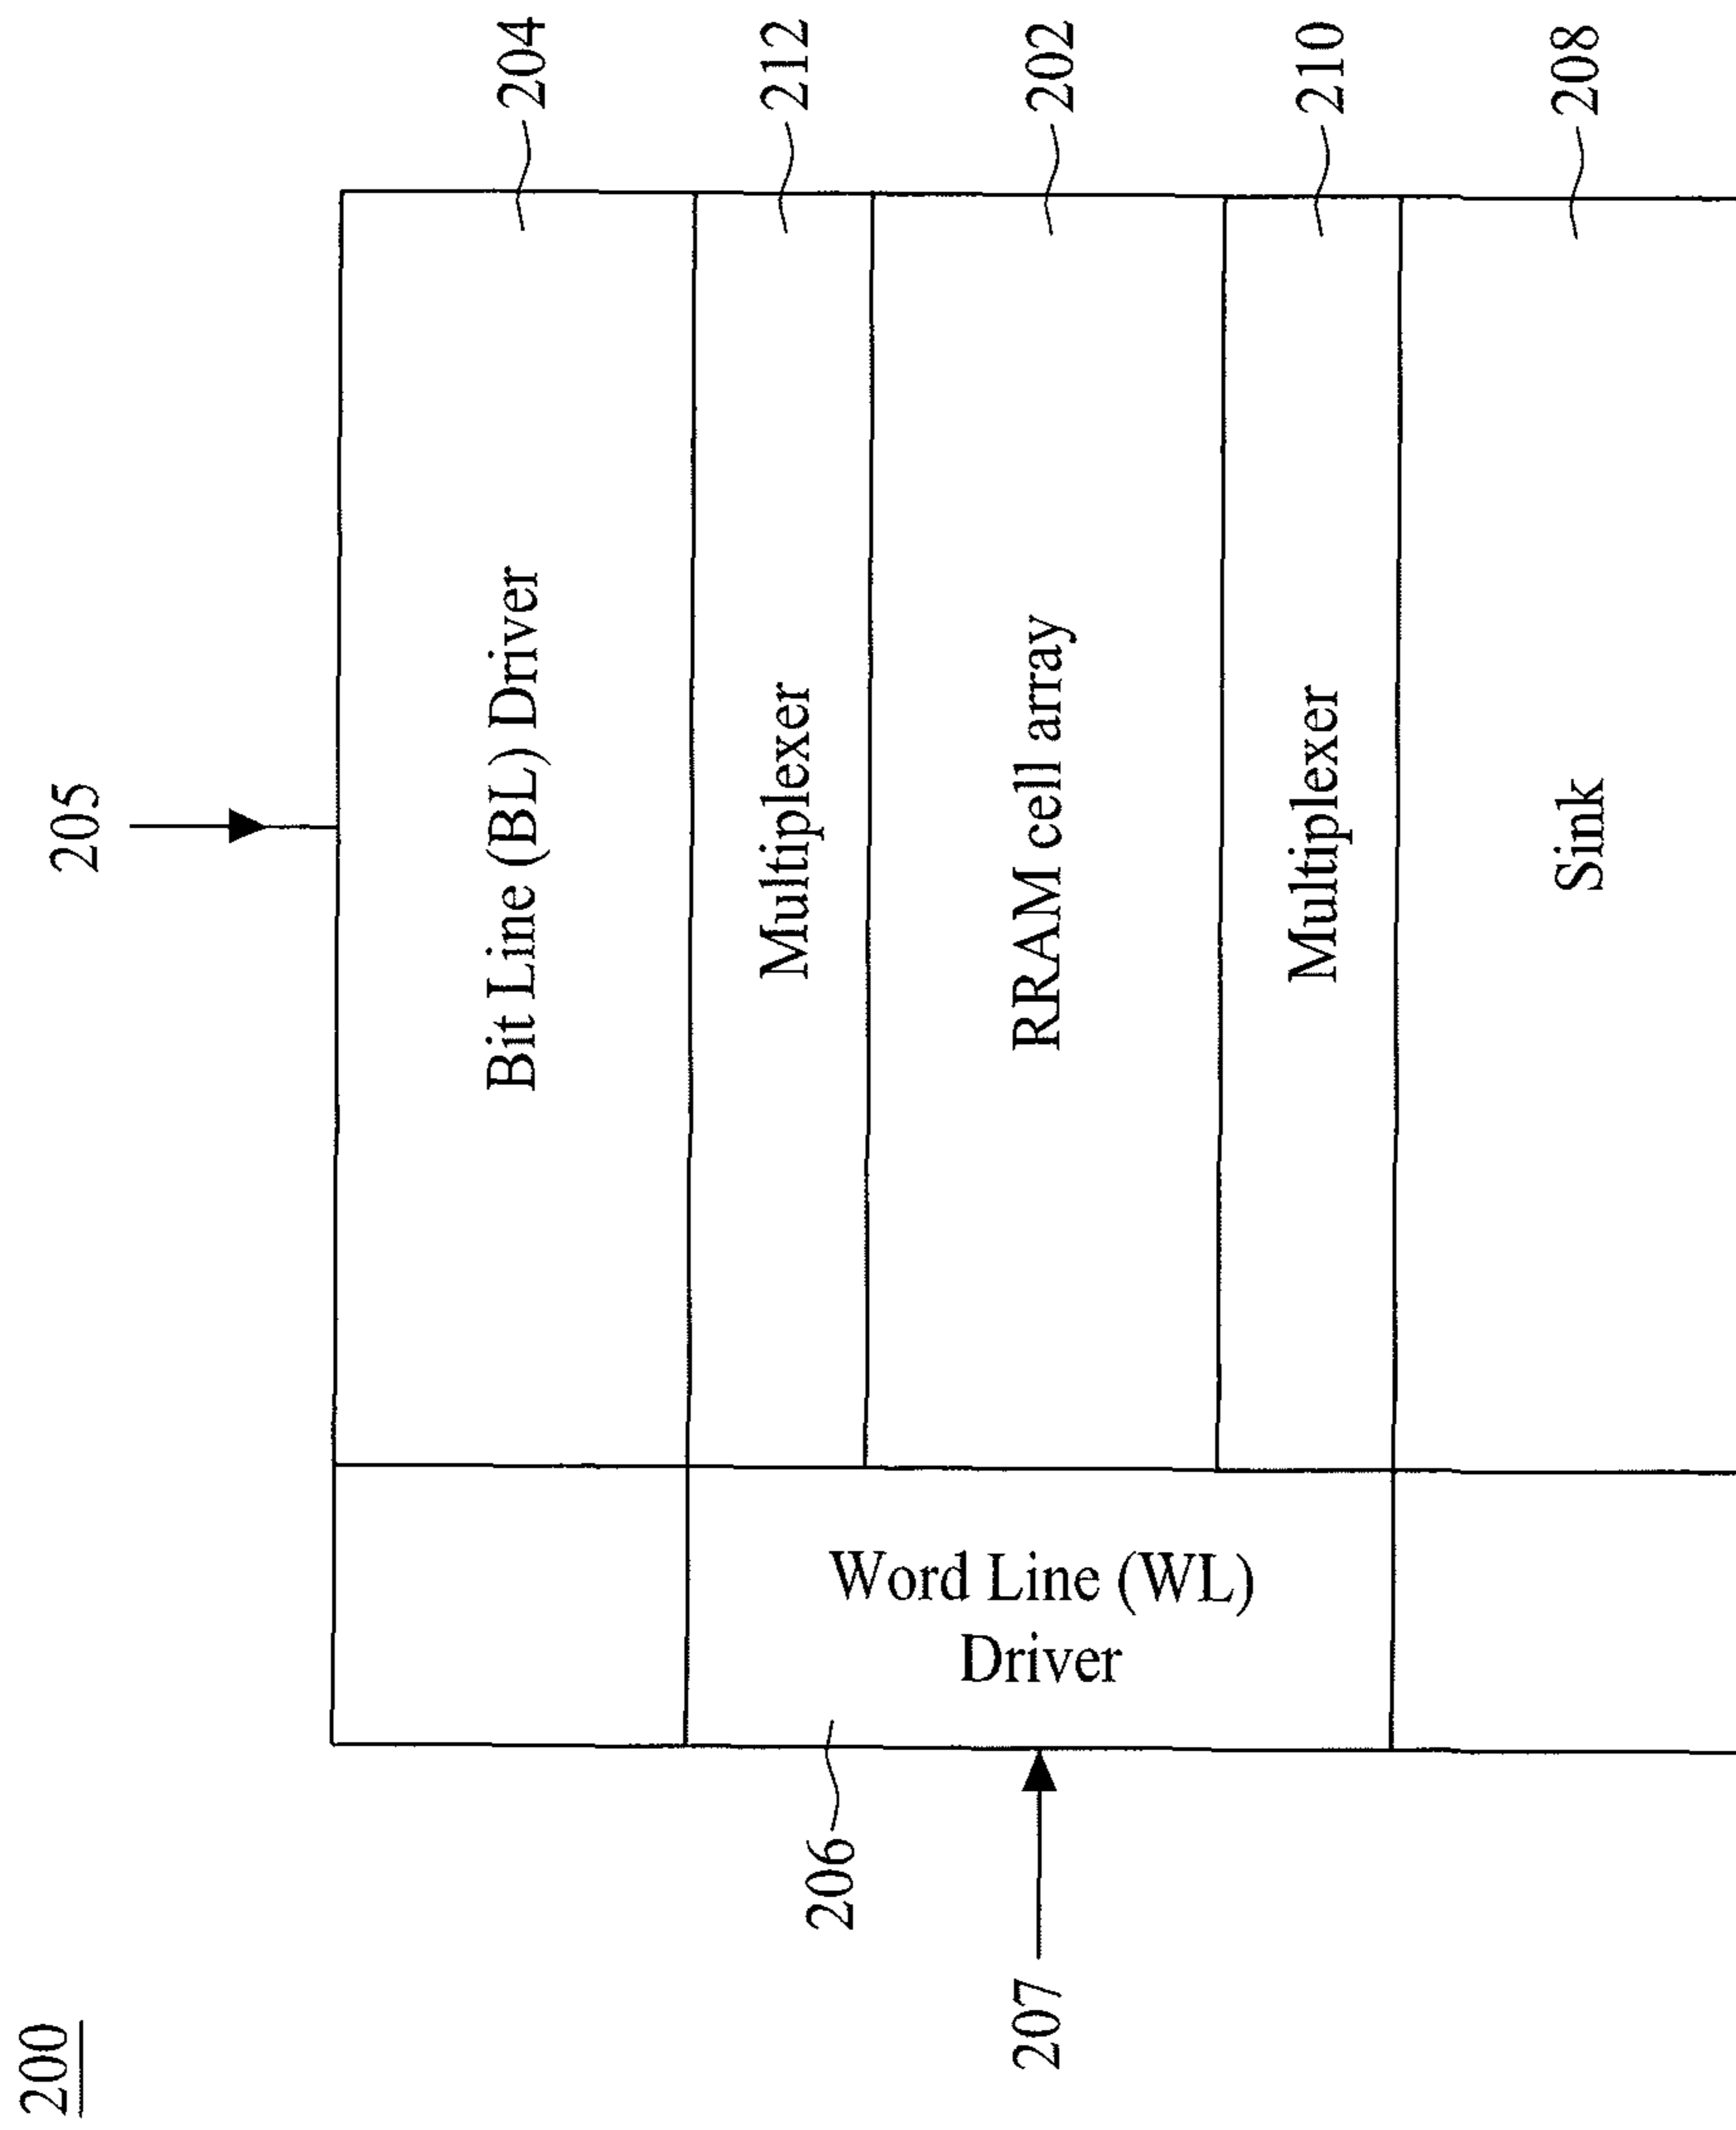 200
205
Bit Line (BL) Driver
204
Multiplexer
212
RRAM cell array
202
Multiplexer
210
Sink
208
Word Line (WL)
Driver
206
207